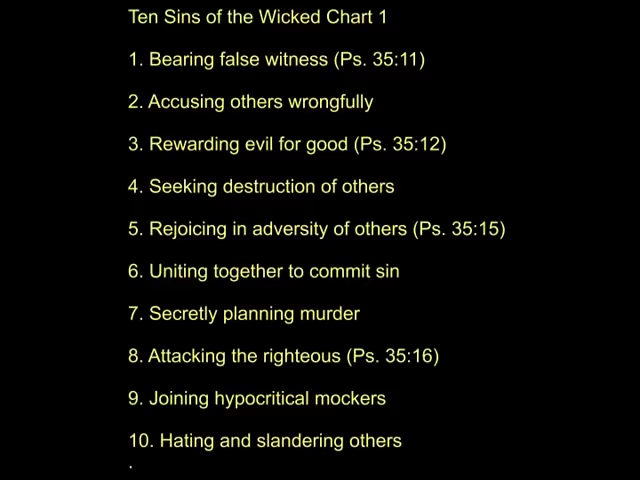 Ten Sins of the Wicked Chart 1
1. Bearing false witness (Ps. 35:11)
2. Accusing others wrongfully
3. Rewarding evil for good (Ps. 35:12)
4. Seeking destruction of others
5. Rejoicing in adversity of others (Ps. 35:15)
6. Uniting together to commit sin
7. Secretly planning murder
8. Attacking the righteous (Ps. 35:16)
9. Joining hypocritical mockers
10. Hating and slandering others
.